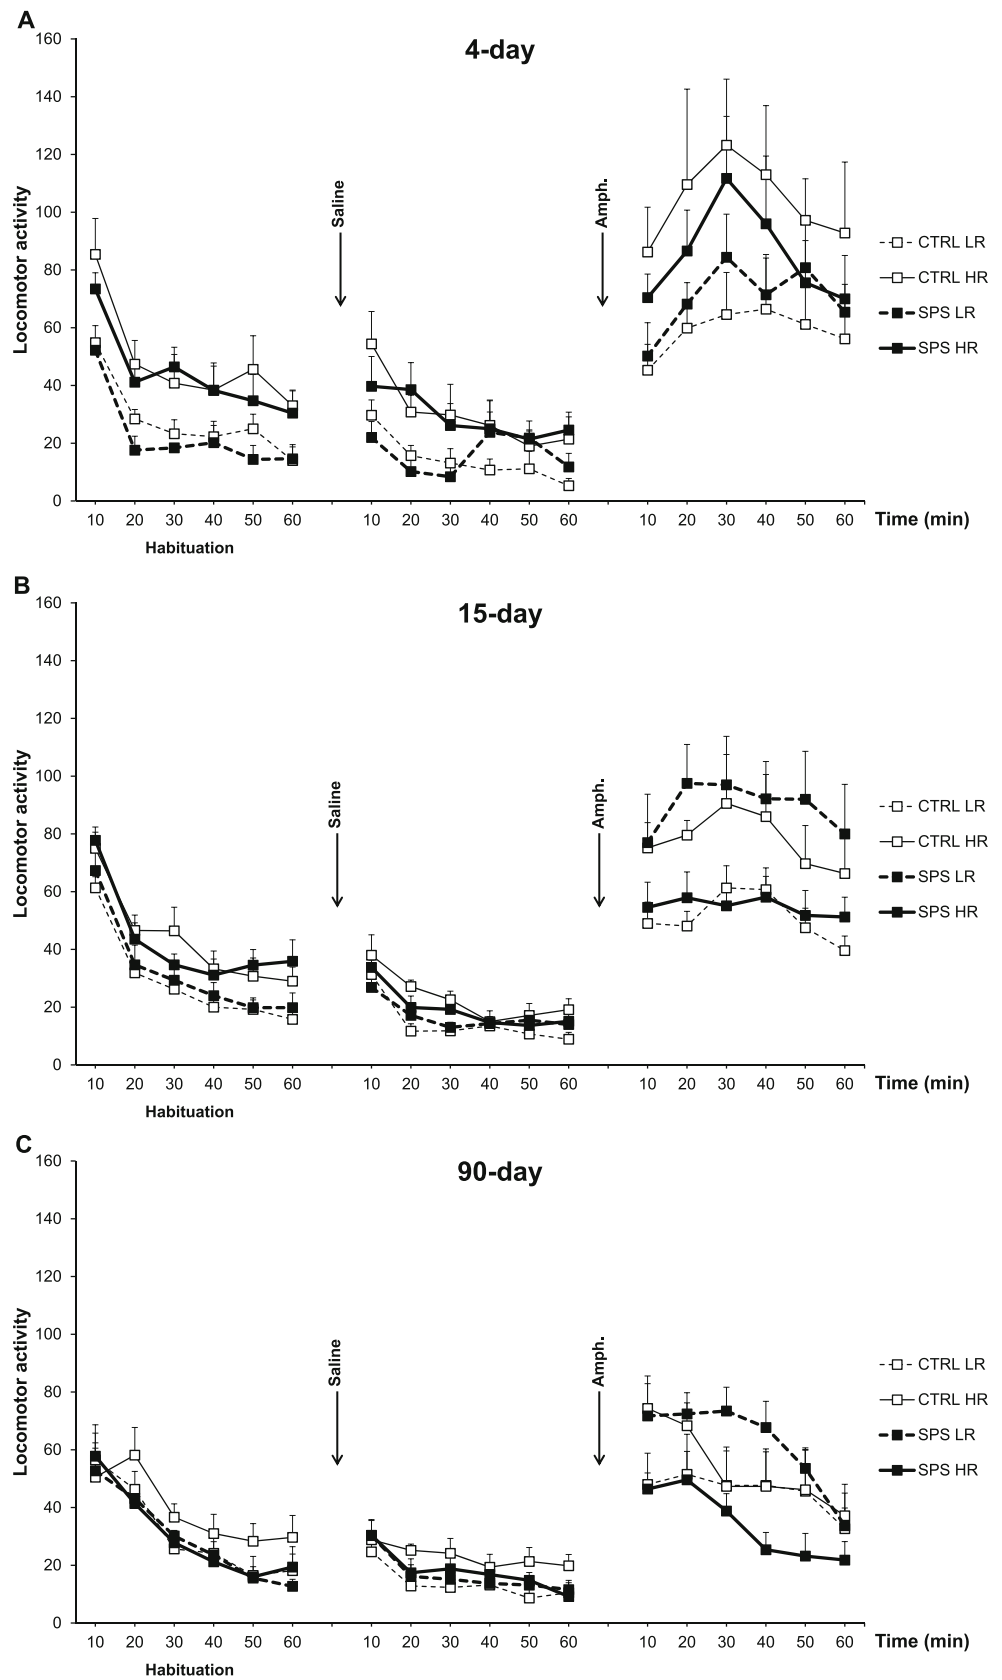 A
4-day
160
140
120
100
80
60
40
20
0
Locomotor activity
Saline
Amph.
CTRL LR
CTRL HR
SPS LR
SPS HR
10 20 30 40 50 60 10 20 30 40 50 60 10 20 30 40 50 60 Time (min)
Habituation
B
15-day
160
140
120
100
80
60
40
20
0
Locomotor activity
Saline
Amph.
CTRL LR
CTRL HR
SPS LR
SPS HR
10 20 30 40 50 60 10 20 30 40 50 60 10 20 30 40 50 60 Time (min)
Habituation
C
90-day
160
140
120
100
80
60
40
20
0
Locomotor activity
Saline
Amph.
CTRL LR
CTRL HR
SPS LR
SPS HR
10 20 30 40 50 60 10 20 30 40 50 60 10 20 30 40 50 60 Time (min)
Habituation